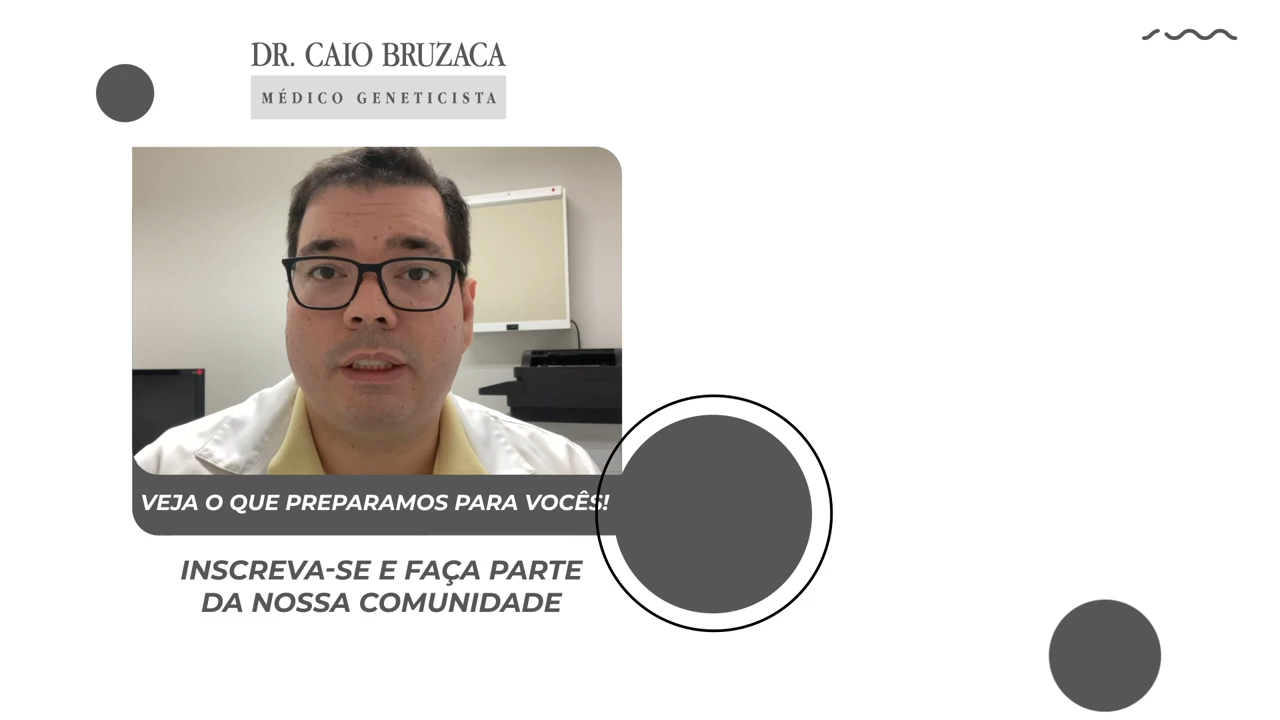 DR. CAIO BRUZACA
MÉDICO GENETICISTA
VEJA O QUE PREPARAMOS PARA VOCÊS!
INSCREVA-SE E FAÇA PARTE
DA NOSSA COMUNIDADE